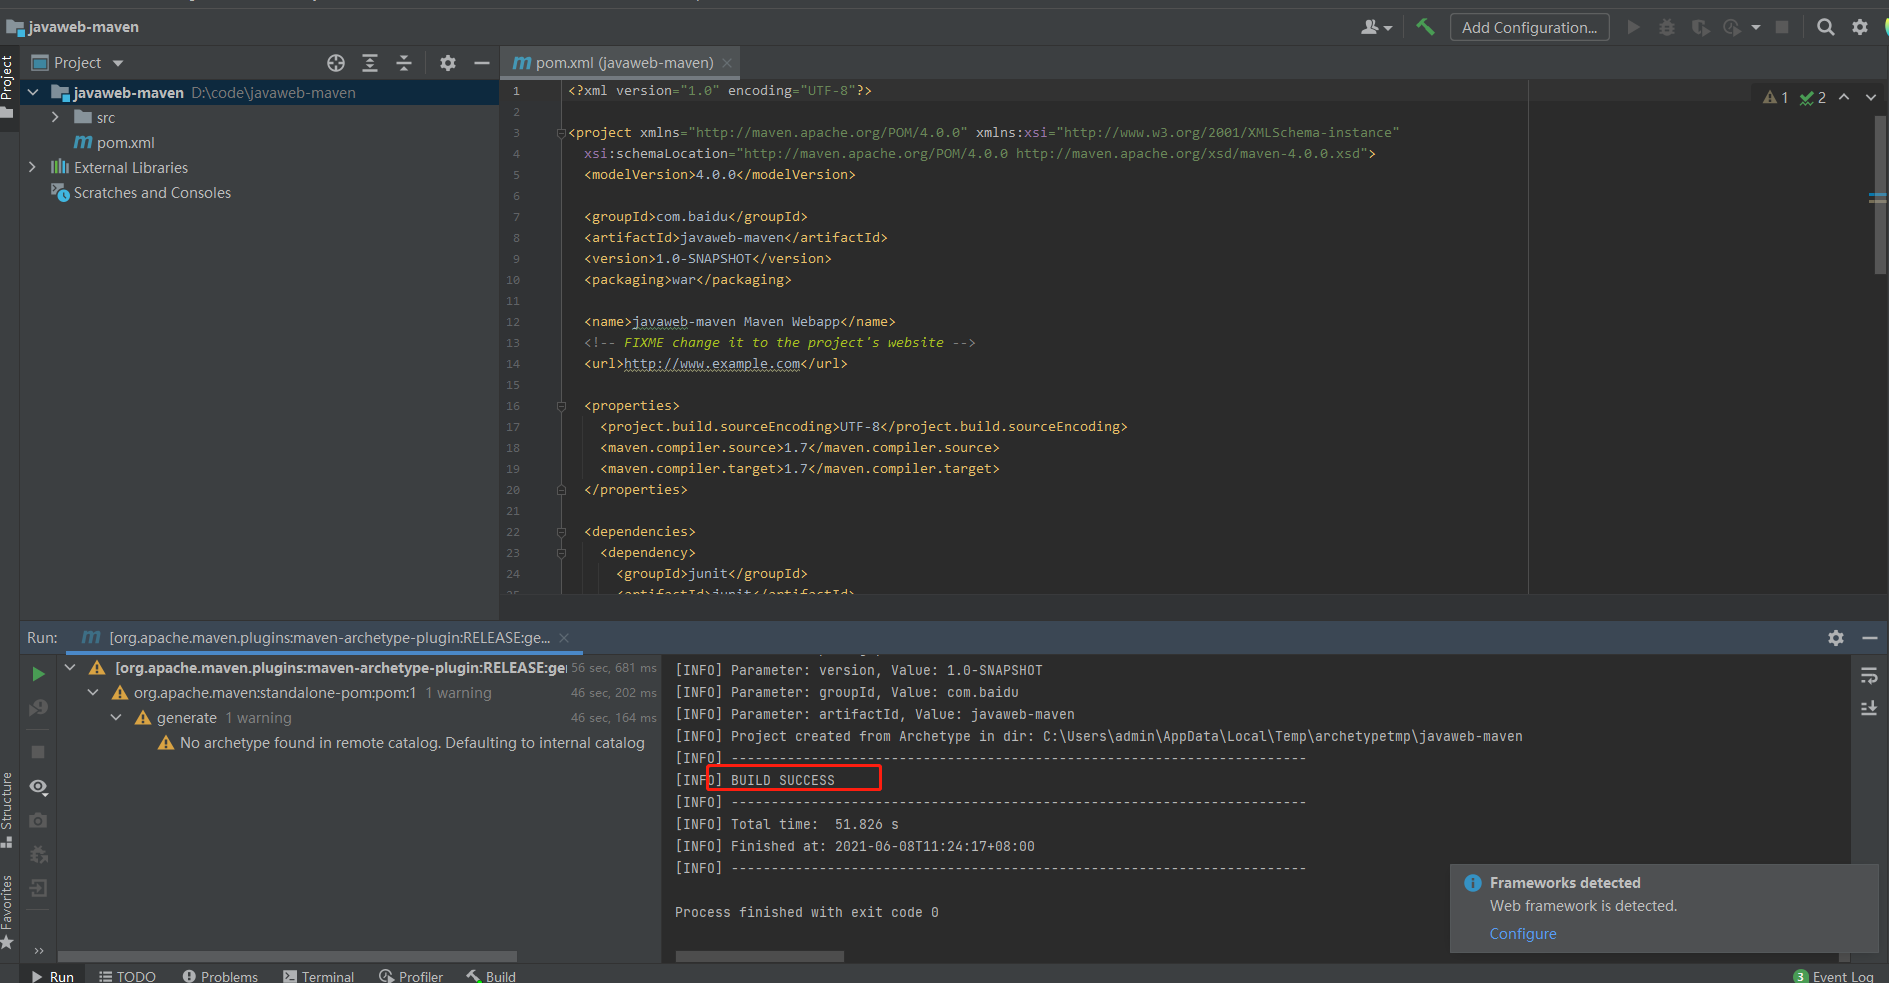 javaweb-maven
Add Configuration...
Project
Project
pom.xml (javaweb-maven)
javaweb-maven D:\code\javaweb-maven
src
pom.xml
External Libraries
Scratches and Consoles
1 2
1 <?xml version="1.0" encoding="UTF-8"?>
2
3 <project xmlns="http://maven.apache.org/POM/4.0.0" xmlns:xsi="http://www.w3.org/2001/XMLSchema-instance"
4 xsi:schemaLocation="http://maven.apache.org/POM/4.0.0 http://maven.apache.org/xsd/maven-4.0.0.xsd">
5 <modelVersion>4.0.0</modelVersion>
6
7 <groupId>com.baidu</groupId>
8 <artifactId>javaweb-maven</artifactId>
9 <version>1.0-SNAPSHOT</version>
10 <packaging>war</packaging>
11
12 <name>javaweb-maven Maven Webapp</name>
13 <!-- FIXME change it to the project's website -->
14 <url>http://www.example.com</url>
15
16 <properties>
17 <project.build.sourceEncoding>UTF-8</project.build.sourceEncoding>
18 <maven.compiler.source>1.7</maven.compiler.source>
19 <maven.compiler.target>1.7</maven.compiler.target>
20 </properties>
21
22 <dependencies>
23 <dependency>
24 <groupId>junit</groupId>
25 <artifactId>junit</artifactId>
Run: [org.apache.maven.plugins:maven-archetype-plugin:RELEASE:ge...
[org.apache.maven.plugins:maven-archetype-plugin:RELEASE:ge 56 sec, 681 ms
org.apache.maven:standalone-pom:pom:1 1 warning 46 sec, 202 ms
generate 1 warning 46 sec, 164 ms
No archetype found in remote catalog. Defaulting to internal catalog
[INFO] Parameter: version, Value: 1.0-SNAPSHOT
[INFO] Parameter: groupId, Value: com.baidu
[INFO] Parameter: artifactId, Value: javaweb-maven
[INFO] Project created from Archetype in dir: C:\Users\admin\AppData\Local\Temp\archetypetmp\javaweb-maven
[INFO] ------------------------------------------------------------------------
[INFO] BUILD SUCCESS
[INFO] ------------------------------------------------------------------------
[INFO] Total time:  51.826 s
[INFO] Finished at: 2021-06-08T11:24:17+08:00
[INFO] ------------------------------------------------------------------------
Process finished with exit code 0
Frameworks detected
Web framework is detected.
Configure
Structure
Favorites
Run TODO Problems Terminal Profiler Build 3 Event Log